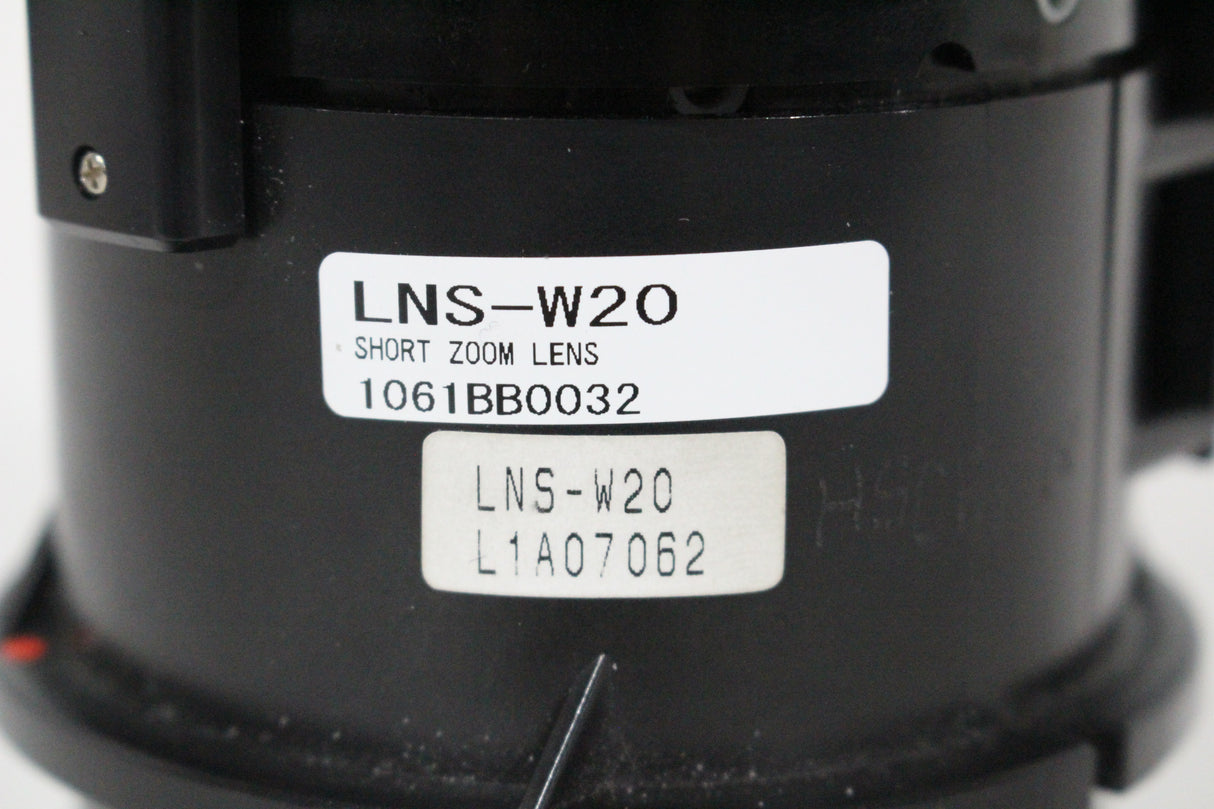 LNS-W20
SHORT ZOOM LENS
1061BB0032
LNS-W20
L1A07062